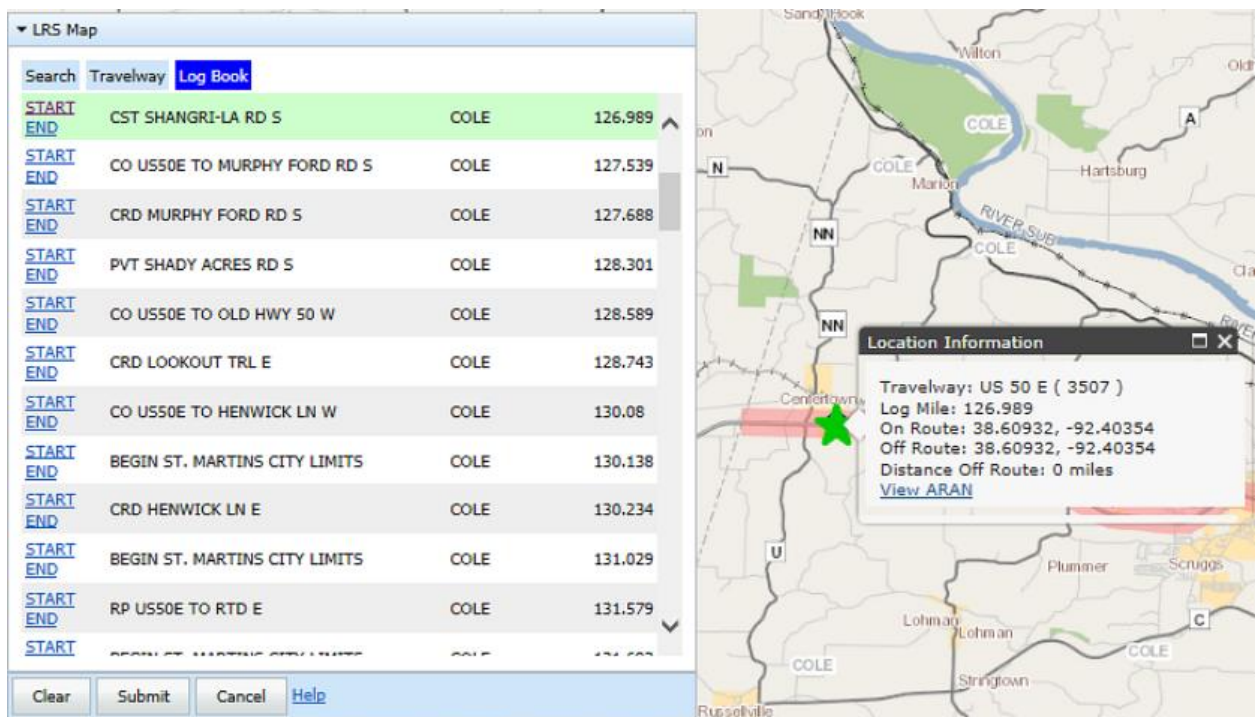 LRS Map
Search Travelway Log Book
START
END CST SHANGRI-LA RD S COLE 126.989
START
END CO US50E TO MURPHY FORD RD S COLE 127.539
START
END CRD MURPHY FORD RD S COLE 127.688
START
END PVT SHADY ACRES RD S COLE 128.301
START
END CO US50E TO OLD HWY 50 W COLE 128.589
START
END CRD LOOKOUT TRL E COLE 128.743
START
END CO US50E TO HENWICK LN W COLE 130.08
START
END BEGIN ST. MARTINS CITY LIMITS COLE 130.138
START
END CRD HENWICK LN E COLE 130.234
START
END BEGIN ST. MARTINS CITY LIMITS COLE 131.029
START
END RP US50E TO RTD E COLE 131.579
START
Clear Submit Cancel Help
Sandy Hook
Wilton
COLE
A
N
COLE
Marion
Hartsburg
RIVER SUB
NN
COLE
NN
Centertown
Location Information
Travelway: US 50 E ( 3507 )
Log Mile: 126.989
On Route: 38.60932, -92.40354
Off Route: 38.60932, -92.40354
Distance Off Route: 0 miles
View ARAN
U
Plummer
Scruggs
Lohman
Lohman
C
COLE
COLE
Stringtown
Russellville